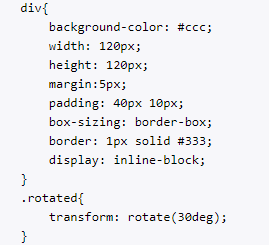 div{
    background-color: #ccc;
    width: 120px;
    height: 120px;
    margin:5px;
    padding: 40px 10px;
    box-sizing: border-box;
    border: 1px solid #333;
    display: inline-block;
}
.rotated{
    transform: rotate(30deg);
}